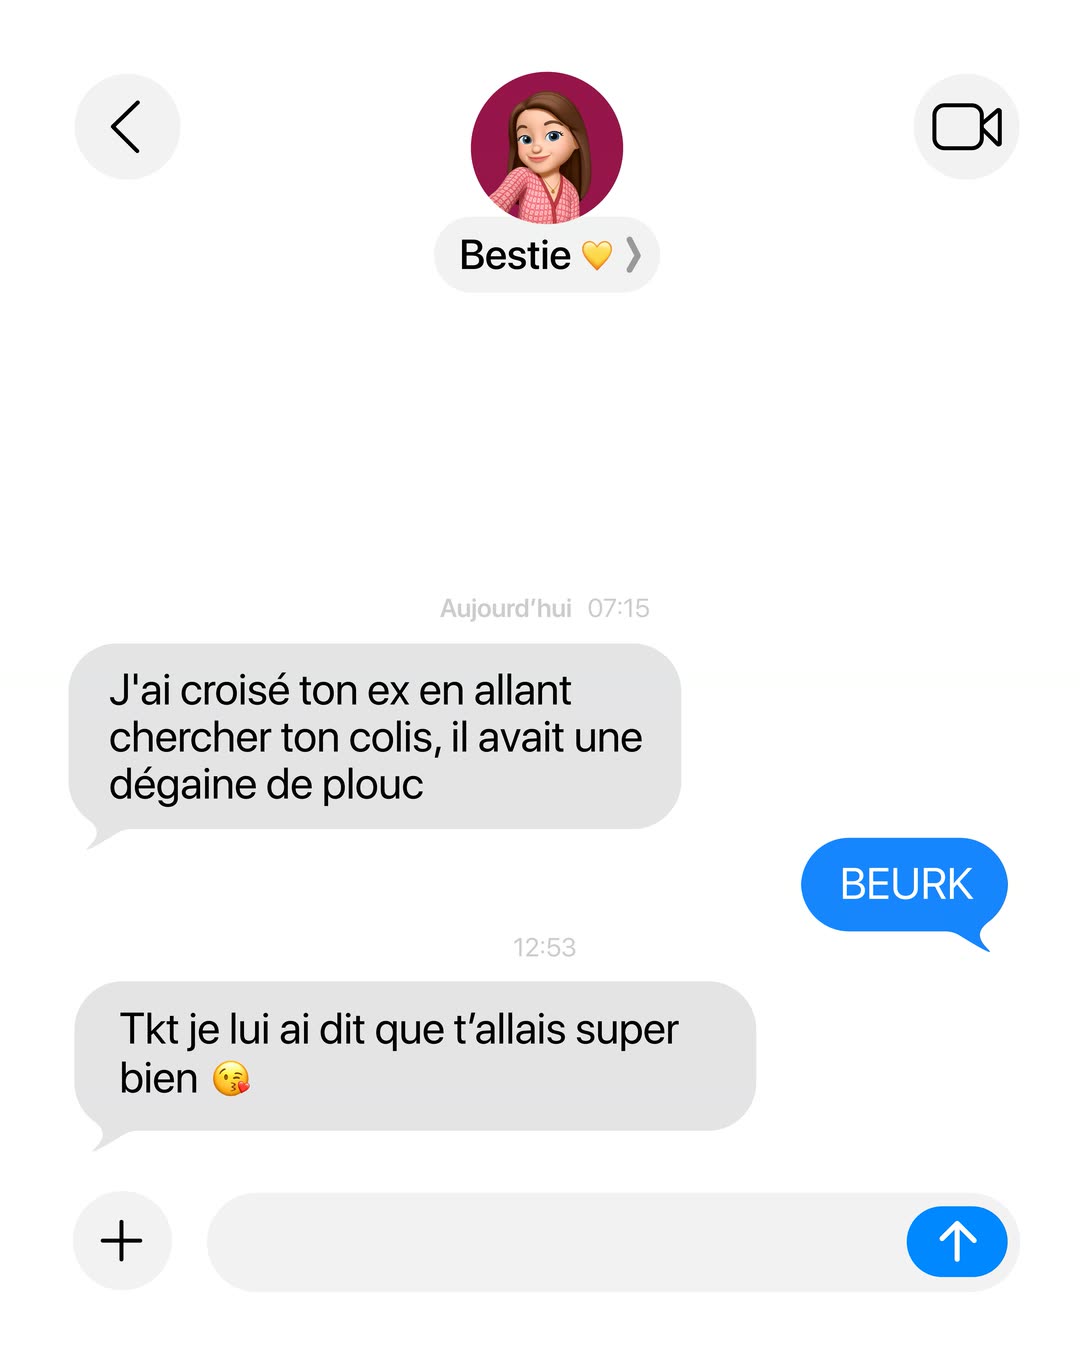 Bestie 💛
Aujourd’hui 07:15
J'ai croisé ton ex en allant
chercher ton colis, il avait une
dégaine de plouc
BEURK
12:53
Tkt je lui ai dit que t’allais super
bien 😘